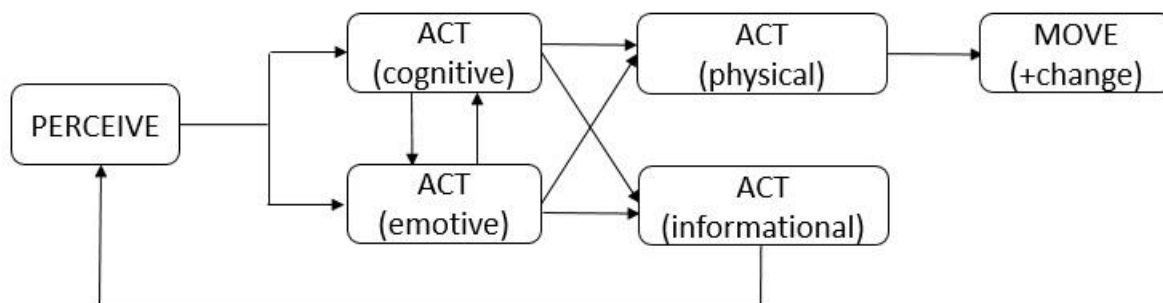 ACT
(cognitive)
ACT
(physical)
MOVE
(+change)
PERCEIVE
ACT
(emotive)
ACT
(informational)